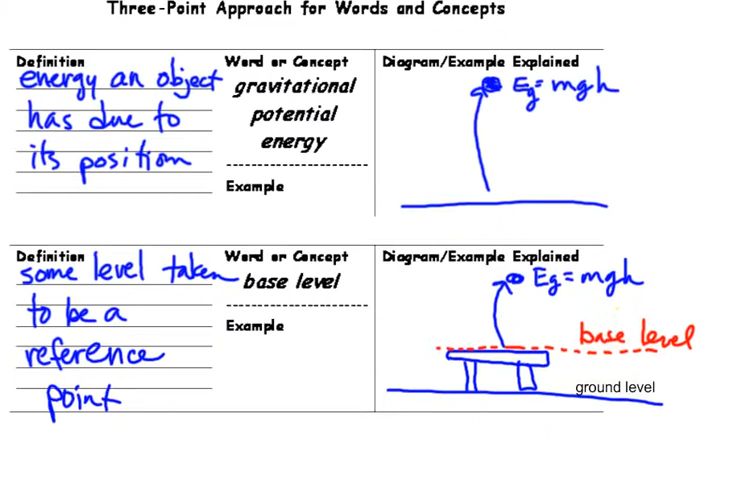 Three-Point Approach for Words and Concepts
Definition
energy an object
has due to
its position
Word or Concept
gravitational
potential
energy
Example
Diagram/Example Explained
Eg = mgh
Definition
some level taken
to be a
reference
point
Word or Concept
base level
Example
Diagram/Example Explained
Eg = mgh
base level
ground level